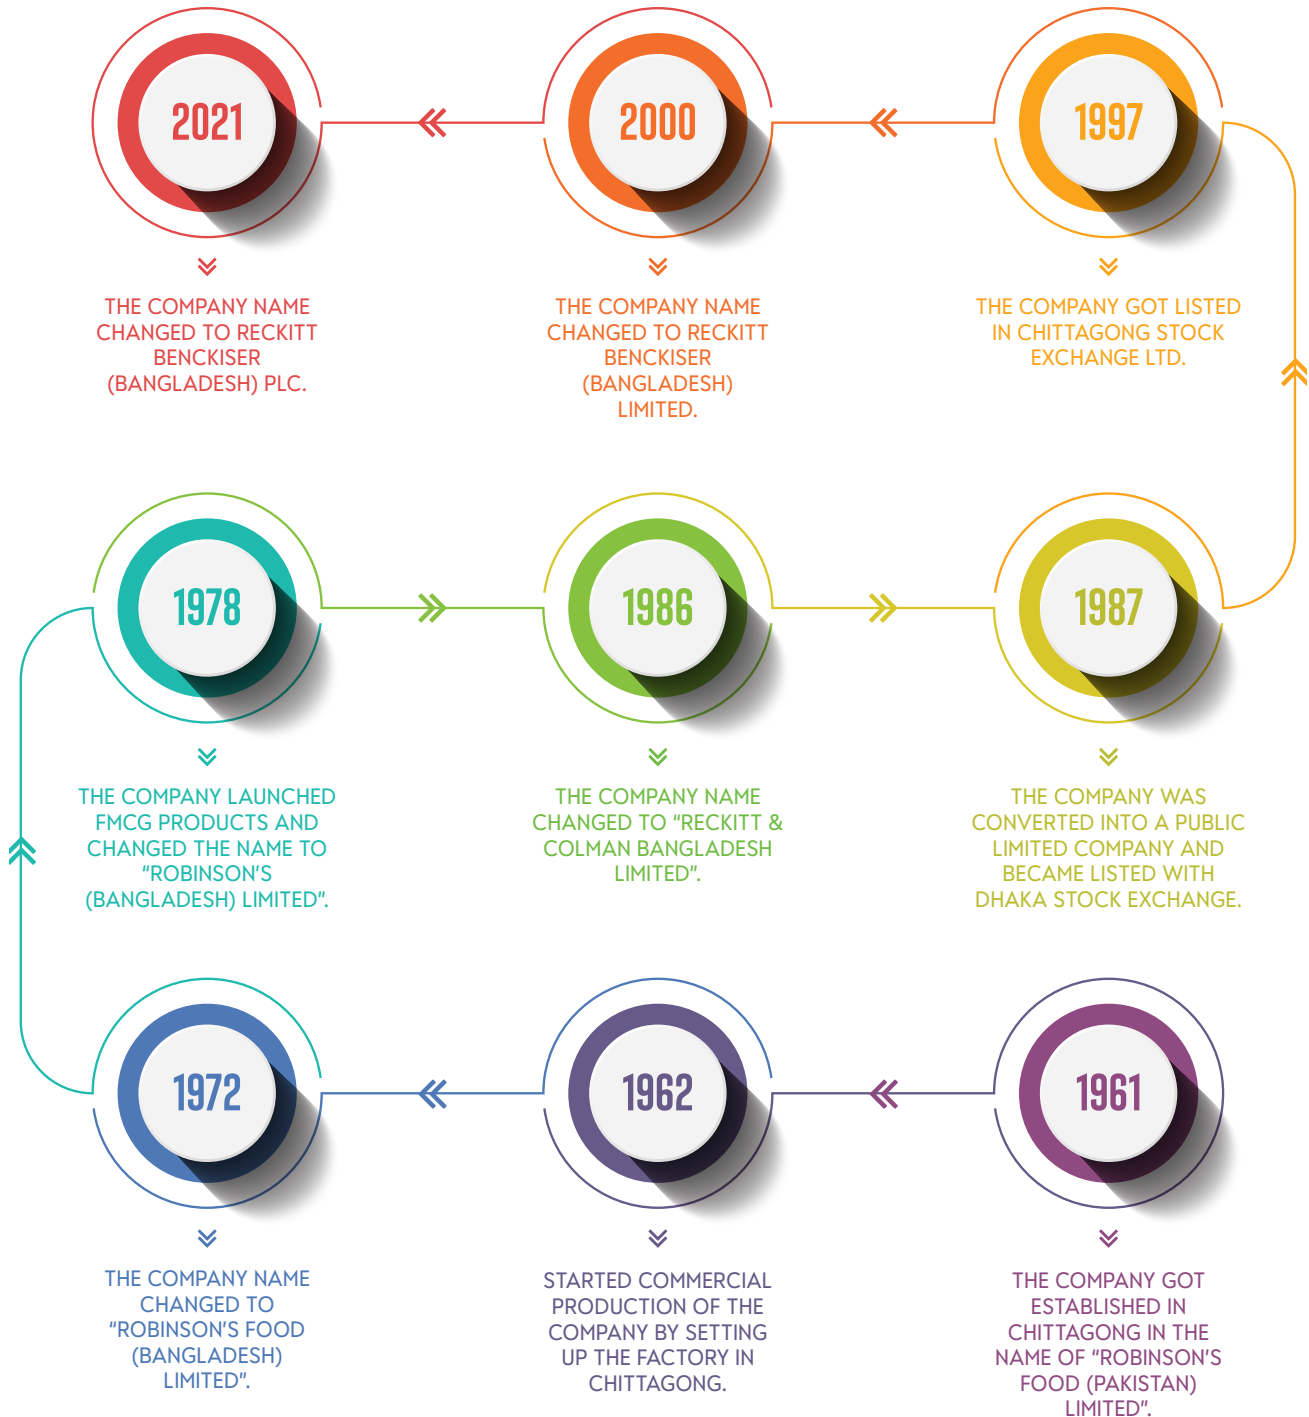 2021
THE COMPANY NAME
CHANGED TO RECKITT
BENCKISER
(BANGLADESH) PLC.
2000
THE COMPANY NAME
CHANGED TO RECKITT
BENCKISER
(BANGLADESH)
LIMITED.
1997
THE COMPANY GOT LISTED
IN CHITTAGONG STOCK
EXCHANGE LTD.
1978
THE COMPANY LAUNCHED
FMCG PRODUCTS AND
CHANGED THE NAME TO
“ROBINSON’S
(BANGLADESH) LIMITED”.
1986
THE COMPANY NAME
CHANGED TO “RECKITT &
COLMAN BANGLADESH
LIMITED”.
1987
THE COMPANY WAS
CONVERTED INTO A PUBLIC
LIMITED COMPANY AND
BECAME LISTED WITH
DHAKA STOCK EXCHANGE.
1972
THE COMPANY NAME
CHANGED TO
“ROBINSON’S FOOD
(BANGLADESH)
LIMITED”.
1962
STARTED COMMERCIAL
PRODUCTION OF THE
COMPANY BY SETTING
UP THE FACTORY IN
CHITTAGONG.
1961
THE COMPANY GOT
ESTABLISHED IN
CHITTAGONG IN THE
NAME OF “ROBINSON’S
FOOD (PAKISTAN)
LIMITED”.